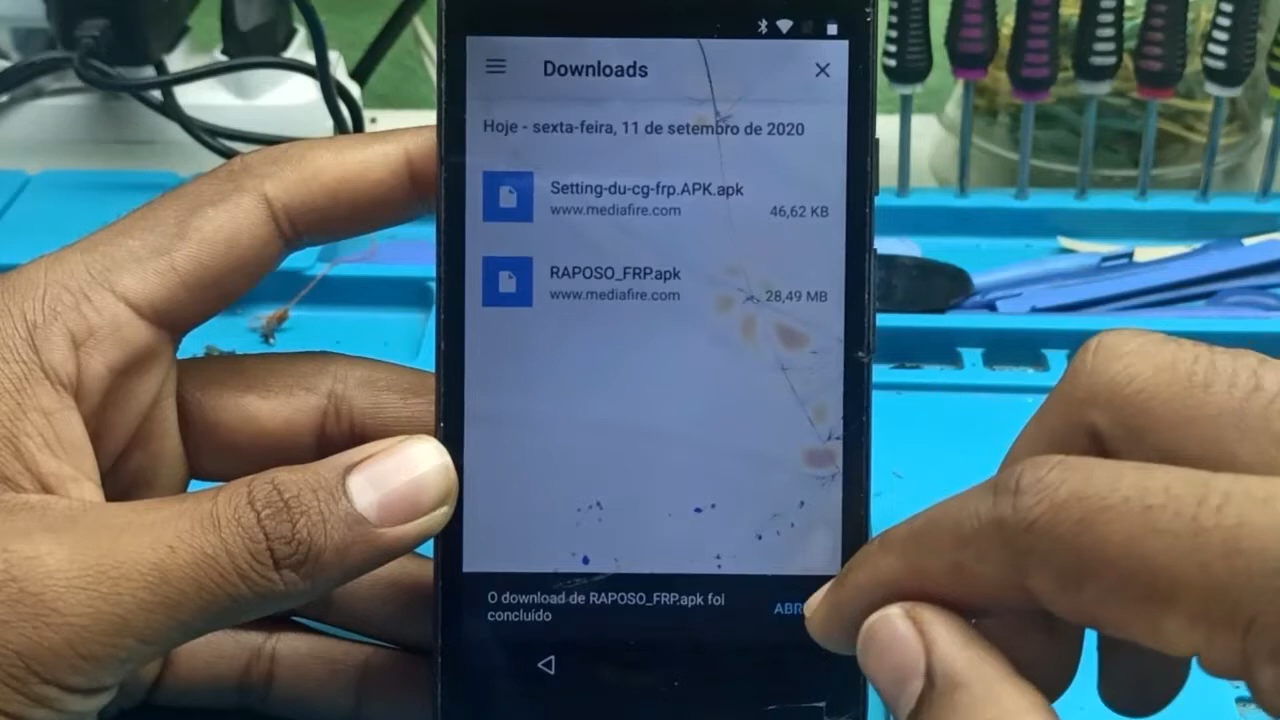 Downloads
Hoje - sexta-feira, 11 de setembro de 2020
Setting-du-cg-frp.APK.apk
www.mediafire.com 46,62 KB
RAPOSO_FRP.apk
www.mediafire.com 28,49 MB
O download de RAPOSO_FRP.apk foi
concluído